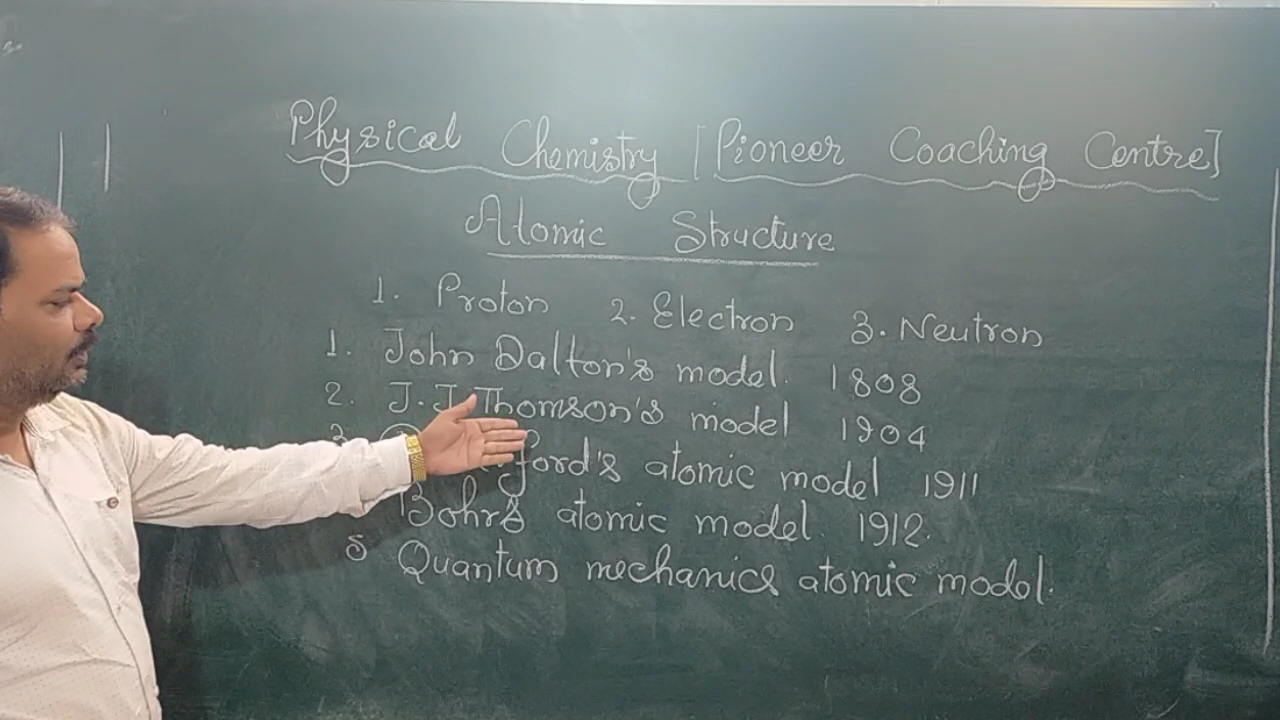 Physical Chemistry [Pioneer Coaching Centre]
Atomic Structure
1. Proton 2. Electron 3. Neutron
1. John Dalton's model. 1808
2. J.J Thomson's model 1904
3 atomic model 1911
Bohr's atomic model. 1912.
5 Quantum mechanics atomic model.